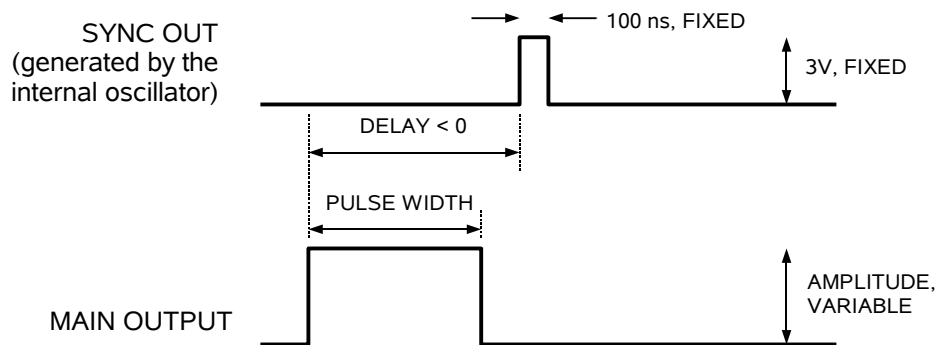 SYNC OUT
(generated by the
internal oscillator)
100 ns, FIXED
3V, FIXED
DELAY < 0
PULSE WIDTH
MAIN OUTPUT
AMPLITUDE,
VARIABLE